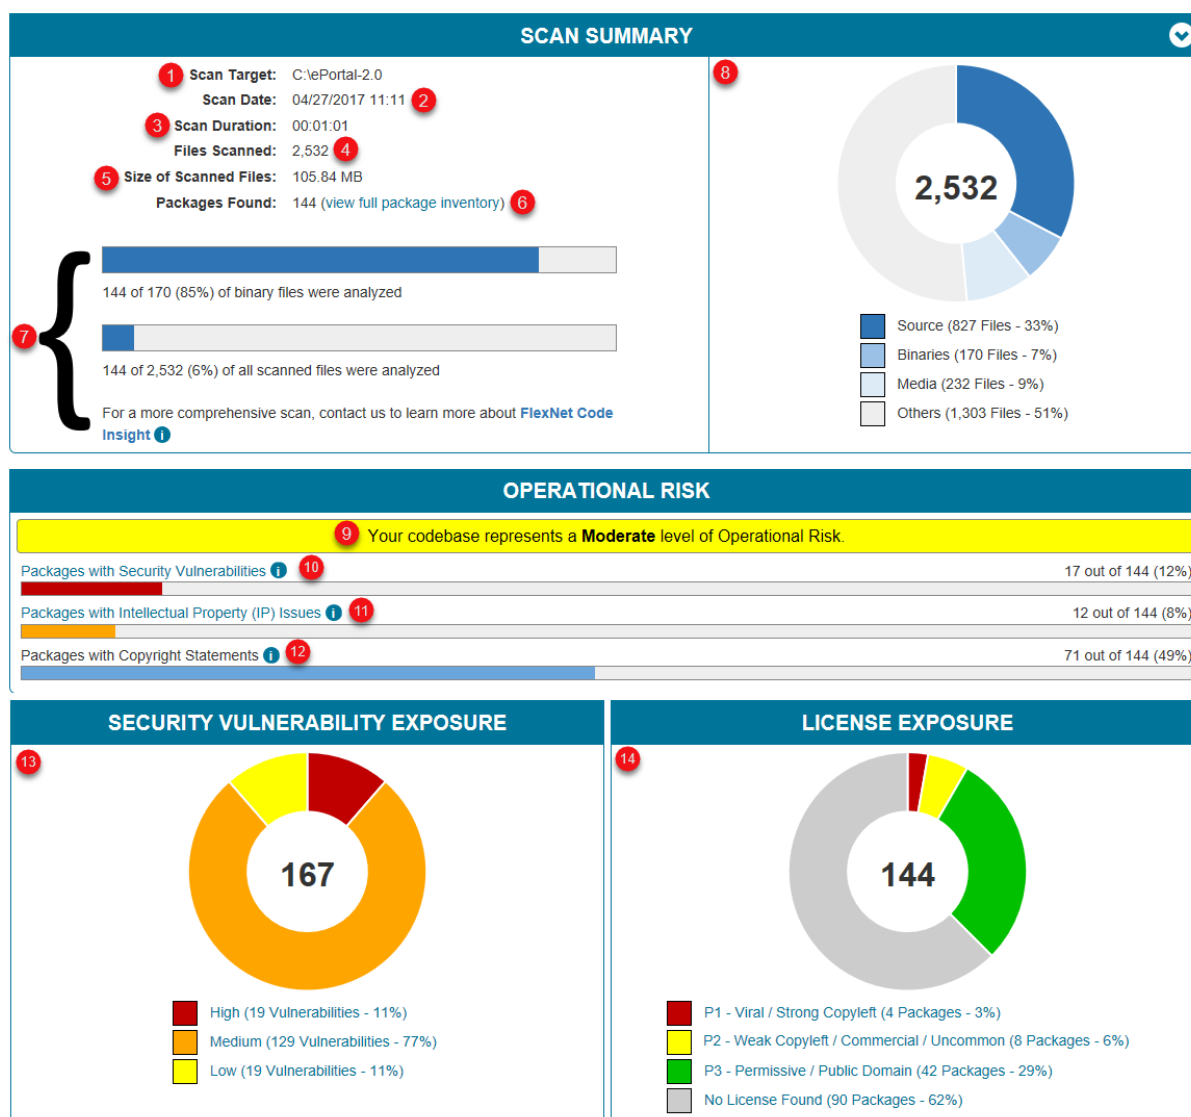 SCAN SUMMARY
1 Scan Target: C:\ePortal-2.0
Scan Date: 04/27/2017 11:11 2
3 Scan Duration: 00:01:01
Files Scanned: 2,532 4
5 Size of Scanned Files: 105.84 MB
Packages Found: 144 (view full package inventory) 6
7
144 of 170 (85%) of binary files were analyzed
144 of 2,532 (6%) of all scanned files were analyzed
For a more comprehensive scan, contact us to learn more about FlexNet Code
Insight i
8
2,532
Source (827 Files - 33%)
Binaries (170 Files - 7%)
Media (232 Files - 9%)
Others (1,303 Files - 51%)
OPERATIONAL RISK
9 Your codebase represents a Moderate level of Operational Risk.
Packages with Security Vulnerabilities i 10 17 out of 144 (12%)
Packages with Intellectual Property (IP) Issues i 11 12 out of 144 (8%)
Packages with Copyright Statements i 12 71 out of 144 (49%)
SECURITY VULNERABILITY EXPOSURE
13
167
High (19 Vulnerabilities - 11%)
Medium (129 Vulnerabilities - 77%)
Low (19 Vulnerabilities - 11%)
LICENSE EXPOSURE
14
144
P1 - Viral / Strong Copyleft (4 Packages - 3%)
P2 - Weak Copyleft / Commercial / Uncommon (8 Packages - 6%)
P3 - Permissive / Public Domain (42 Packages - 29%)
No License Found (90 Packages - 62%)